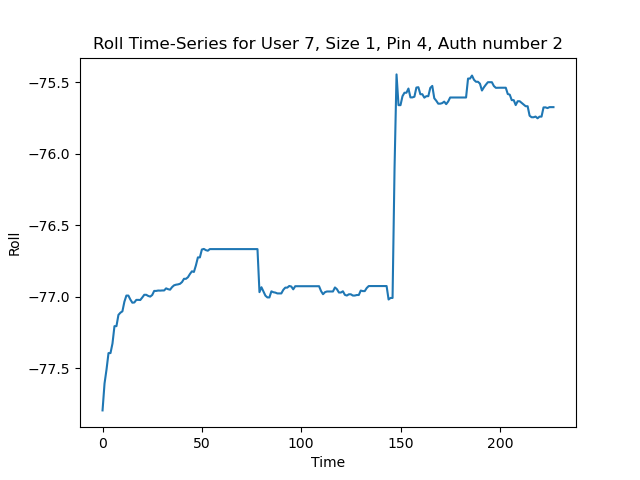 Roll Time-Series for User 7, Size 1, Pin 4, Auth number 2
−75.5
−76.0
−76.5
−77.0
−77.5
Roll
0 50 100 150 200
Time